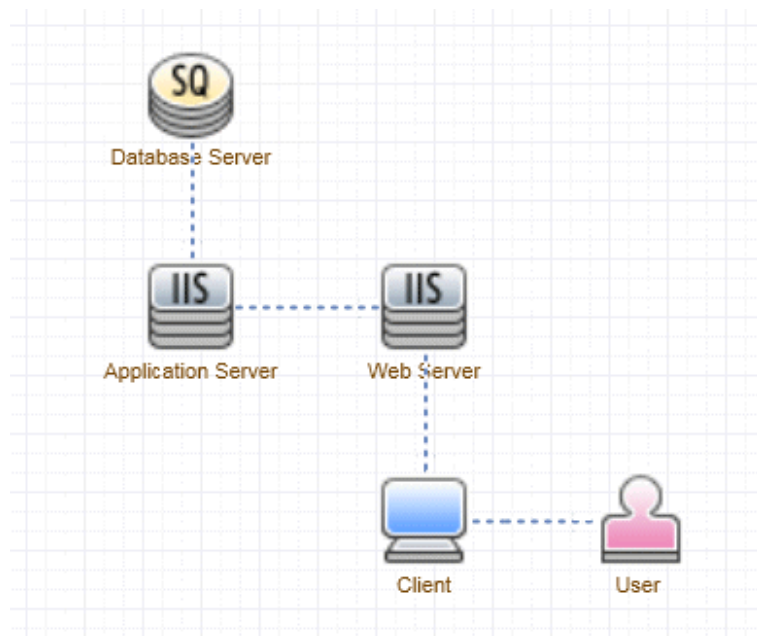 SQ
Database Server
IIS
IIS
Application Server
Web Server
Client
User